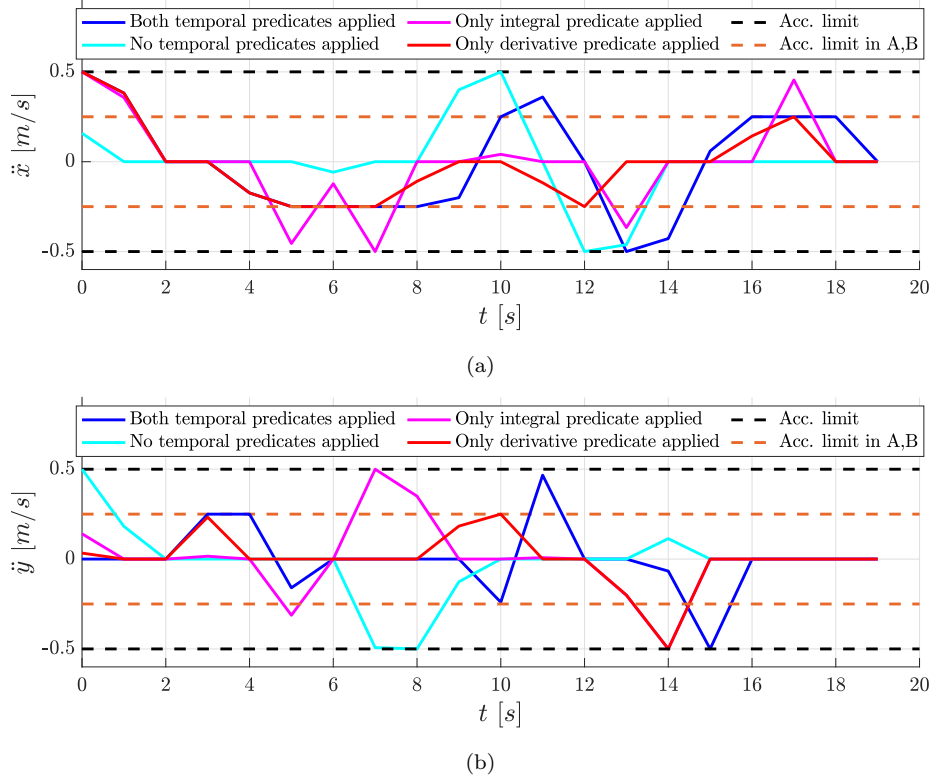 Both temporal predicates applied Only integral predicate applied Acc. limit
No temporal predicates applied Only derivative predicate applied Acc. limit in A,B
0.5
0
-0.5
ẍ [m/s]
0 2 4 6 8 10 12 14 16 18 20
t [s]
(a)
Both temporal predicates applied Only integral predicate applied Acc. limit
No temporal predicates applied Only derivative predicate applied Acc. limit in A,B
0.5
0
-0.5
ÿ [m/s]
0 2 4 6 8 10 12 14 16 18 20
t [s]
(b)